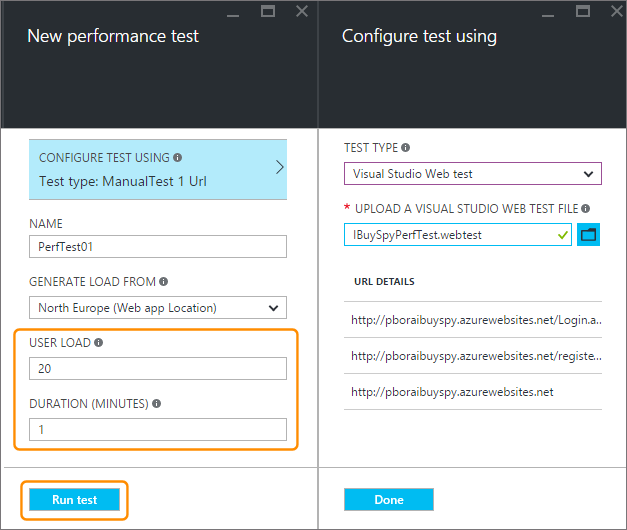 New performance test
CONFIGURE TEST USING
Test type: ManualTest 1 Url
NAME
PerfTest01
GENERATE LOAD FROM
North Europe (Web app Location)
USER LOAD
20
DURATION (MINUTES)
1
Run test
Configure test using
TEST TYPE
Visual Studio Web test
* UPLOAD A VISUAL STUDIO WEB TEST FILE
IBuySpyPerfTest.webtest
URL DETAILS
http://pboraibuyspy.azurewebsites.net/Login.a...
http://pboraibuyspy.azurewebsites.net/registe...
http://pboraibuyspy.azurewebsites.net
Done